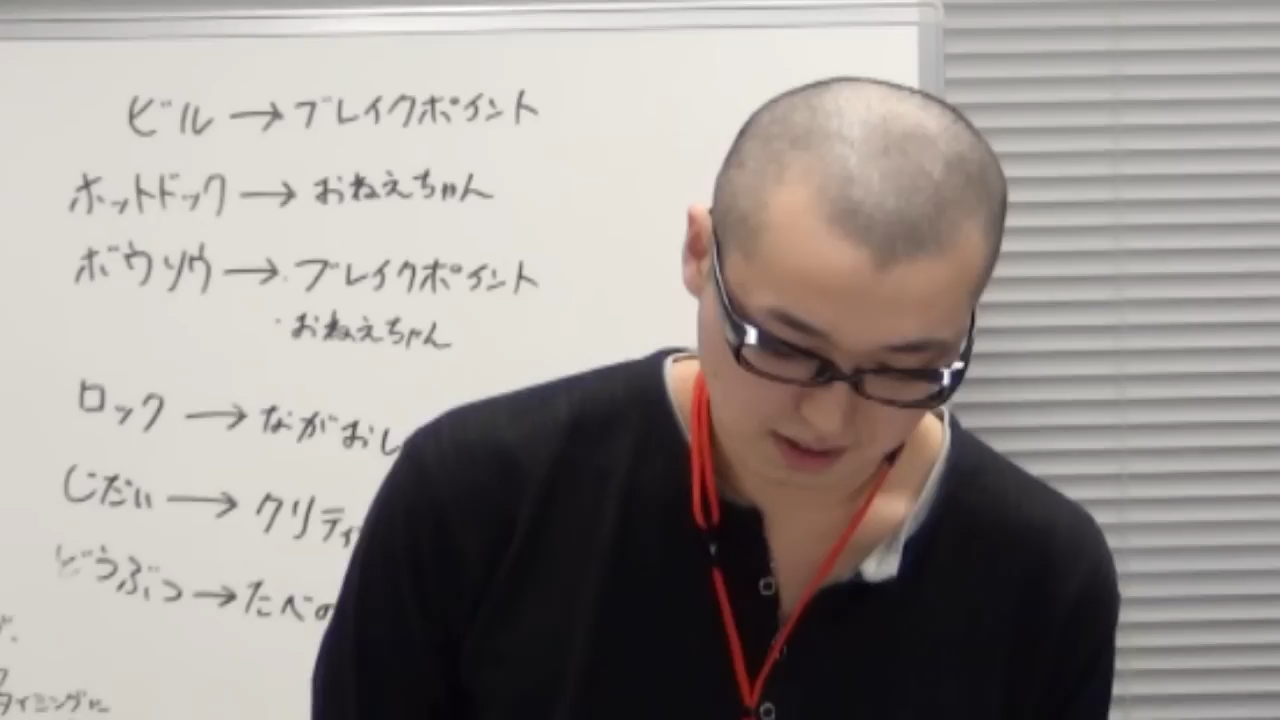 ビル → ブレイクポイント
ホットドック → おねえちゃん
ボウソウ → ・ブレイクポイント
・おねえちゃん
ロック → ながおし
じだい → クリティ
どうぶつ → たべの
タイミングに